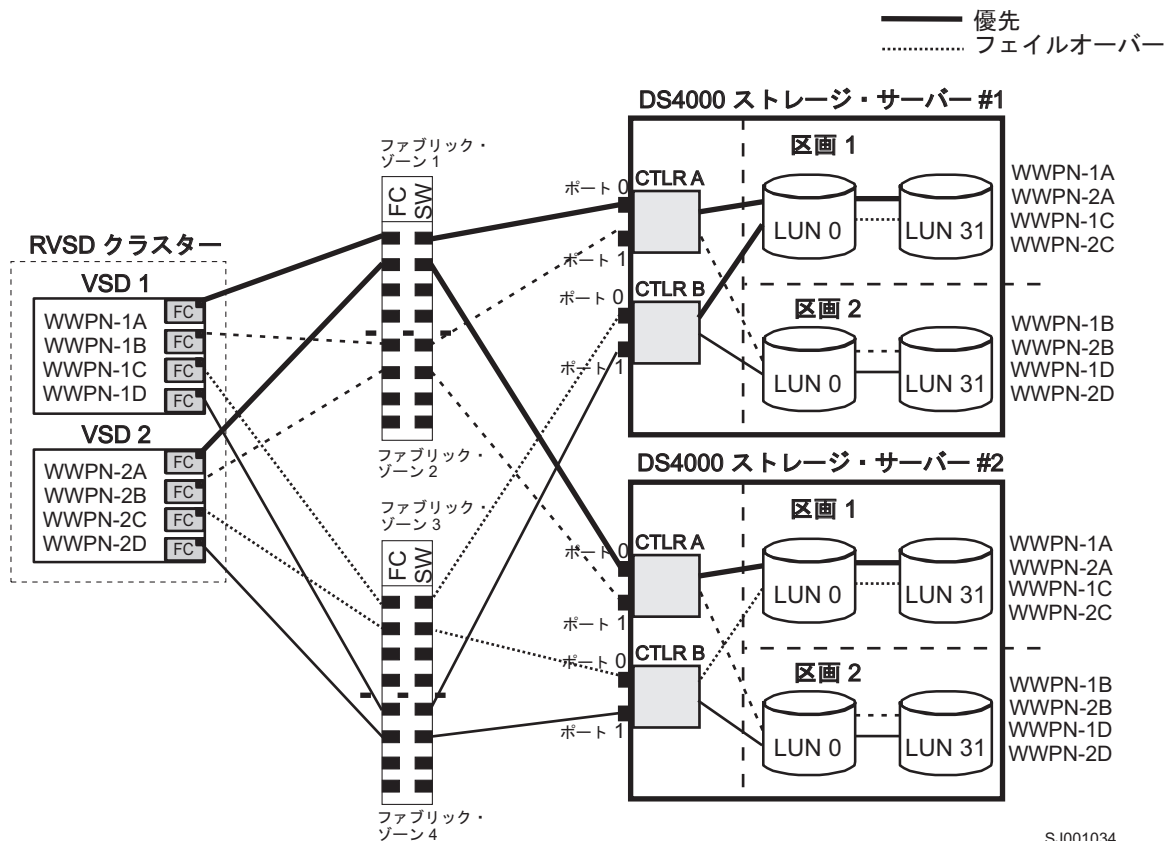 優先
フェイルオーバー
DS4000 ストレージ・サーバー #1
ファブリック・
ゾーン 1
FC
SW
ポート 0
CTLR A
ポート 1
ポート 0
CTLR B
ポート 1
区画 1
LUN 0
LUN 31
WWPN-1A
WWPN-2A
WWPN-1C
WWPN-2C
区画 2
LUN 0
LUN 31
WWPN-1B
WWPN-2B
WWPN-1D
WWPN-2D
RVSD クラスター
VSD 1
WWPN-1A
WWPN-1B
WWPN-1C
WWPN-1D
FC
FC
FC
FC
VSD 2
WWPN-2A
WWPN-2B
WWPN-2C
WWPN-2D
FC
FC
FC
FC
ファブリック・
ゾーン 2
ファブリック・
ゾーン 3
FC
SW
DS4000 ストレージ・サーバー #2
ポート 0
CTLR A
ポート 1
ポート 0
CTLR B
ポート 1
区画 1
LUN 0
LUN 31
WWPN-1A
WWPN-2A
WWPN-1C
WWPN-2C
区画 2
LUN 0
LUN 31
WWPN-1B
WWPN-2B
WWPN-1D
WWPN-2D
ファブリック・
ゾーン 4
SJ001034